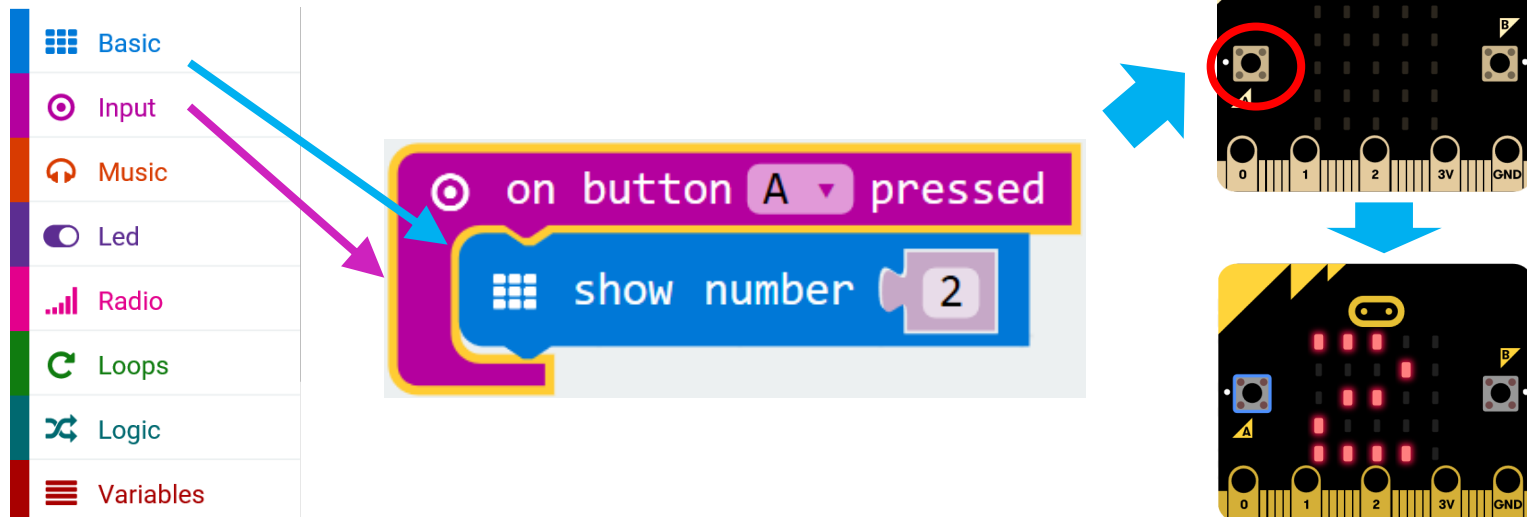 Basic
Input
Music
Led
Radio
Loops
Logic
Variables
on button A pressed
show number 2
B
A
0 1 2 3V GND
B
A
0 1 2 3V GND